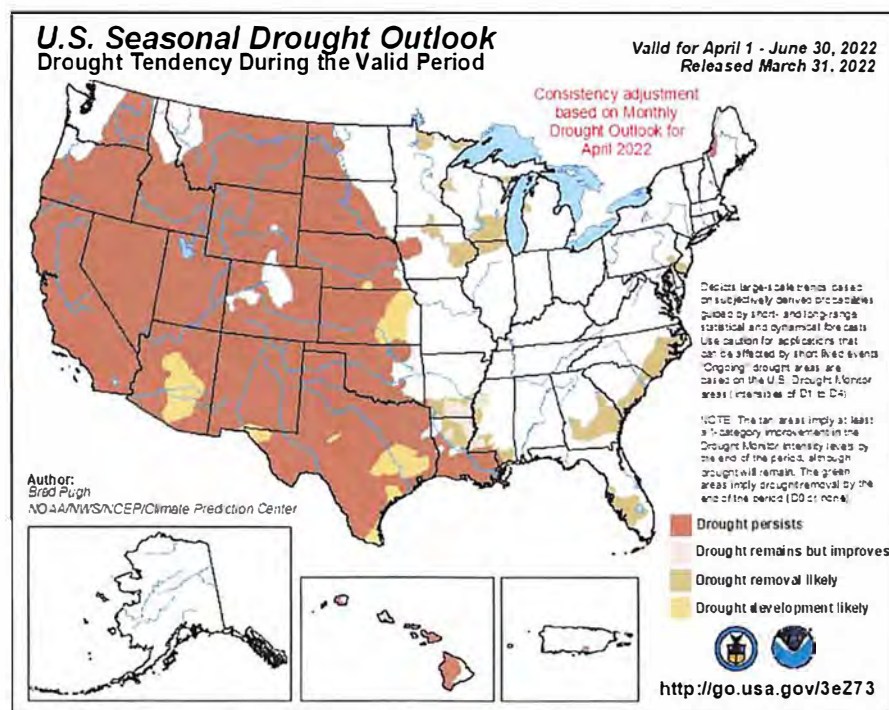 U.S. Seasonal Drought Outlook
Drought Tendency During the Valid Period
Valid for April 1 - June 30, 2022
Released March 31, 2022
Consistency adjustment
based on Monthly
Drought Outlook for
April 2022
Depicts large-scale trends based
on subjectively derived probabilities
guided by short- and long-range
statistical and dynamical forecasts.
Use caution for applications that
can be affected by short lived events.
"Ongoing" drought areas are
based on the U.S. Drought Monitor
areas (intensities of D1 to D4).
NOTE: The tan areas imply at least
a 1-category improvement in the
Drought Monitor intensity levels by
the end of the period, although
drought will remain. The green
areas imply drought removal by the
end of the period (D0 or none).
Author:
Brad Pugh
NOAA/NWS/NCEP/Climate Prediction Center
Drought persists
Drought remains but improves
Drought removal likely
Drought development likely
http://go.usa.gov/3eZ73